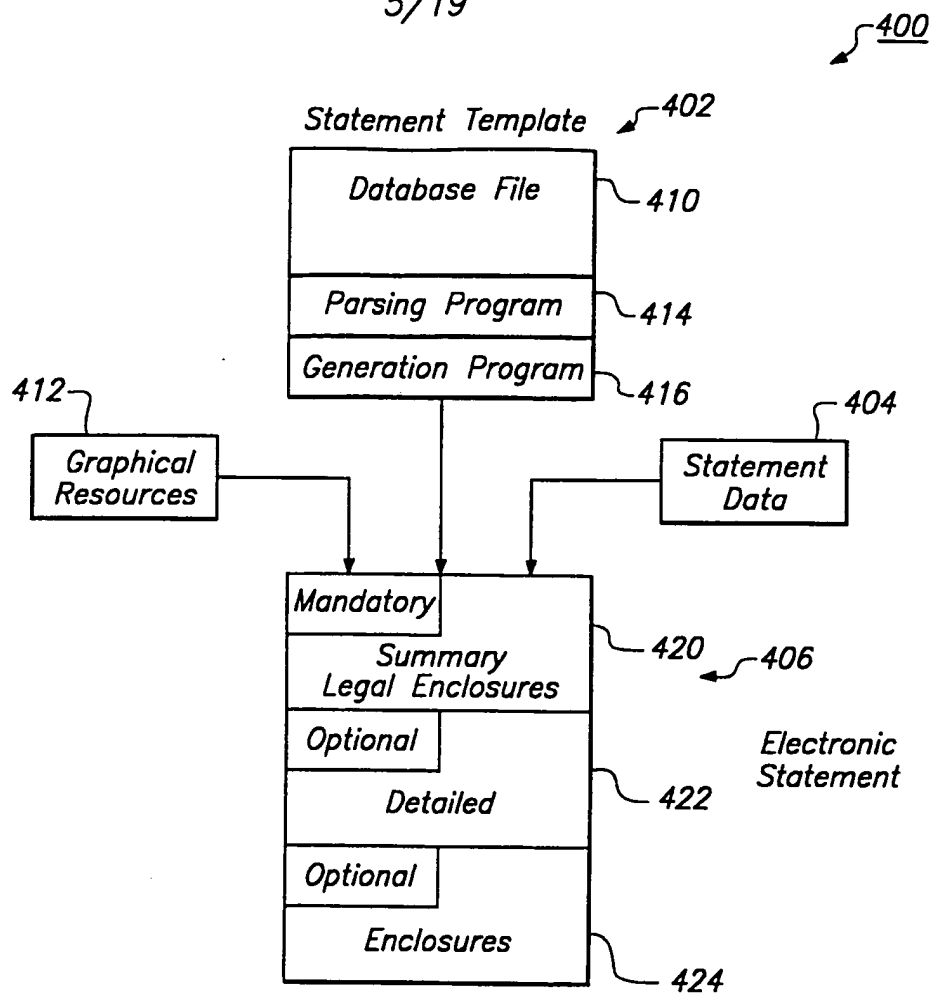 5/19
400
Statement Template
402
Database File
410
Parsing Program
414
Generation Program
416
412
Graphical
Resources
404
Statement
Data
Mandatory
Summary
Legal Enclosures
420
406
Optional
Detailed
422
Electronic
Statement
Optional
Enclosures
424